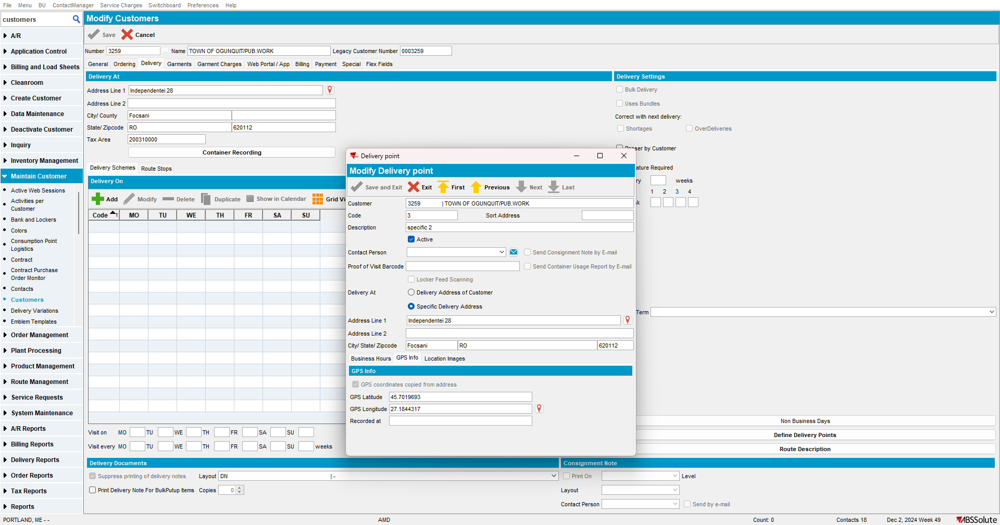 File Menu BU ContactManager Service Charges Switchboard Preferences Help
customers
Modify Customers
Save Cancel
A/R
Application Control
Billing and Load Sheets
Cleanroom
Create Customer
Data Maintenance
Deactivate Customer
Inquiry
Inventory Management
Maintain Customer
Active Web Sessions
Activities per
Customer
Bank and Lockers
Colors
Consumption Point
Logistics
Contract
Contract Purchase
Order Monitor
Contacts
Customers
Delivery Variations
Emblem Templates
Order Management
Plant Processing
Product Management
Route Management
Service Requests
System Maintenance
A/R Reports
Billing Reports
Delivery Reports
Order Reports
Tax Reports
Reports
Number 3259 ... Name TOWN OF OGUNQUIT/PUB.WORK Legacy Customer Number 0003259
General Ordering Delivery Garments Garment Charges Web Portal / App Billing Payment Special Flex Fields
Delivery At
Address Line 1 Independentei 28
Address Line 2
City/ County Focsani
State/ Zipcode RO 620112
Tax Area 200310000
Container Recording
Delivery Schemes Route Stops
Delivery On
Add Modify Delete Duplicate 16 Show in Calendar Grid Vi
Code 1 MO TU WE TH FR SA SU
Visit on MO TU WE TH FR SA SU
Visit every MO TU WE TH FR SA SU weeks
Delivery Settings
Bulk Delivery
Uses Bundles
Correct with next delivery:
Shortages OverDeliveries
by Customer
ature Required
ry weeks
1 2 3 4
k
Term
Non Business Days
Define Delivery Points
Route Description
Delivery point
Modify Delivery point
Save and Exit Exit First Previous Next Last
Customer 3259 | TOWN OF OGUNQUIT/PUB.WORK
Code 3 Sort Address
Description specific 2
Active
Contact Person Send Consignment Note by E-mail
Proof of Visit Barcode Send Container Usage Report by E-mail
Locker Feed Scanning
Delivery At Delivery Address of Customer
Specific Delivery Address
Address Line 1 Independentei 28
Address Line 2
City/ State/ Zipcode Focsani RO 620112
Business Hours GPS Info Location Images
GPS Info
GPS coordinates copied from address
GPS Latitude 45.7019693
GPS Longitude 27.1844317
Recorded at
Delivery Documents
Suppress printing of delivery notes Layout DN | -
Print Delivery Note For BulkPutup Items Copies 0
Consignment Note
Print On Level
Layout
Contact Person Send by e-mail
PORTLAND, ME - - AMD Count: 0 Contacts 18 Dec 2, 2024 Week 49 ABSSolute